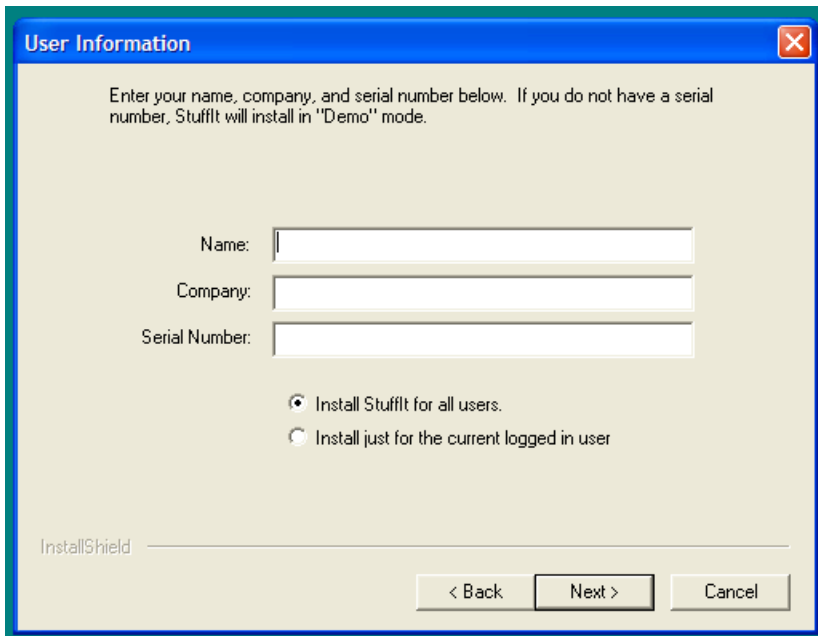 User Information
Enter your name, company, and serial number below.  If you do not have a serial
number, StuffIt will install in "Demo" mode.
Name:
Company:
Serial Number:
Install StuffIt for all users.
Install just for the current logged in user
InstallShield
< Back
Next >
Cancel